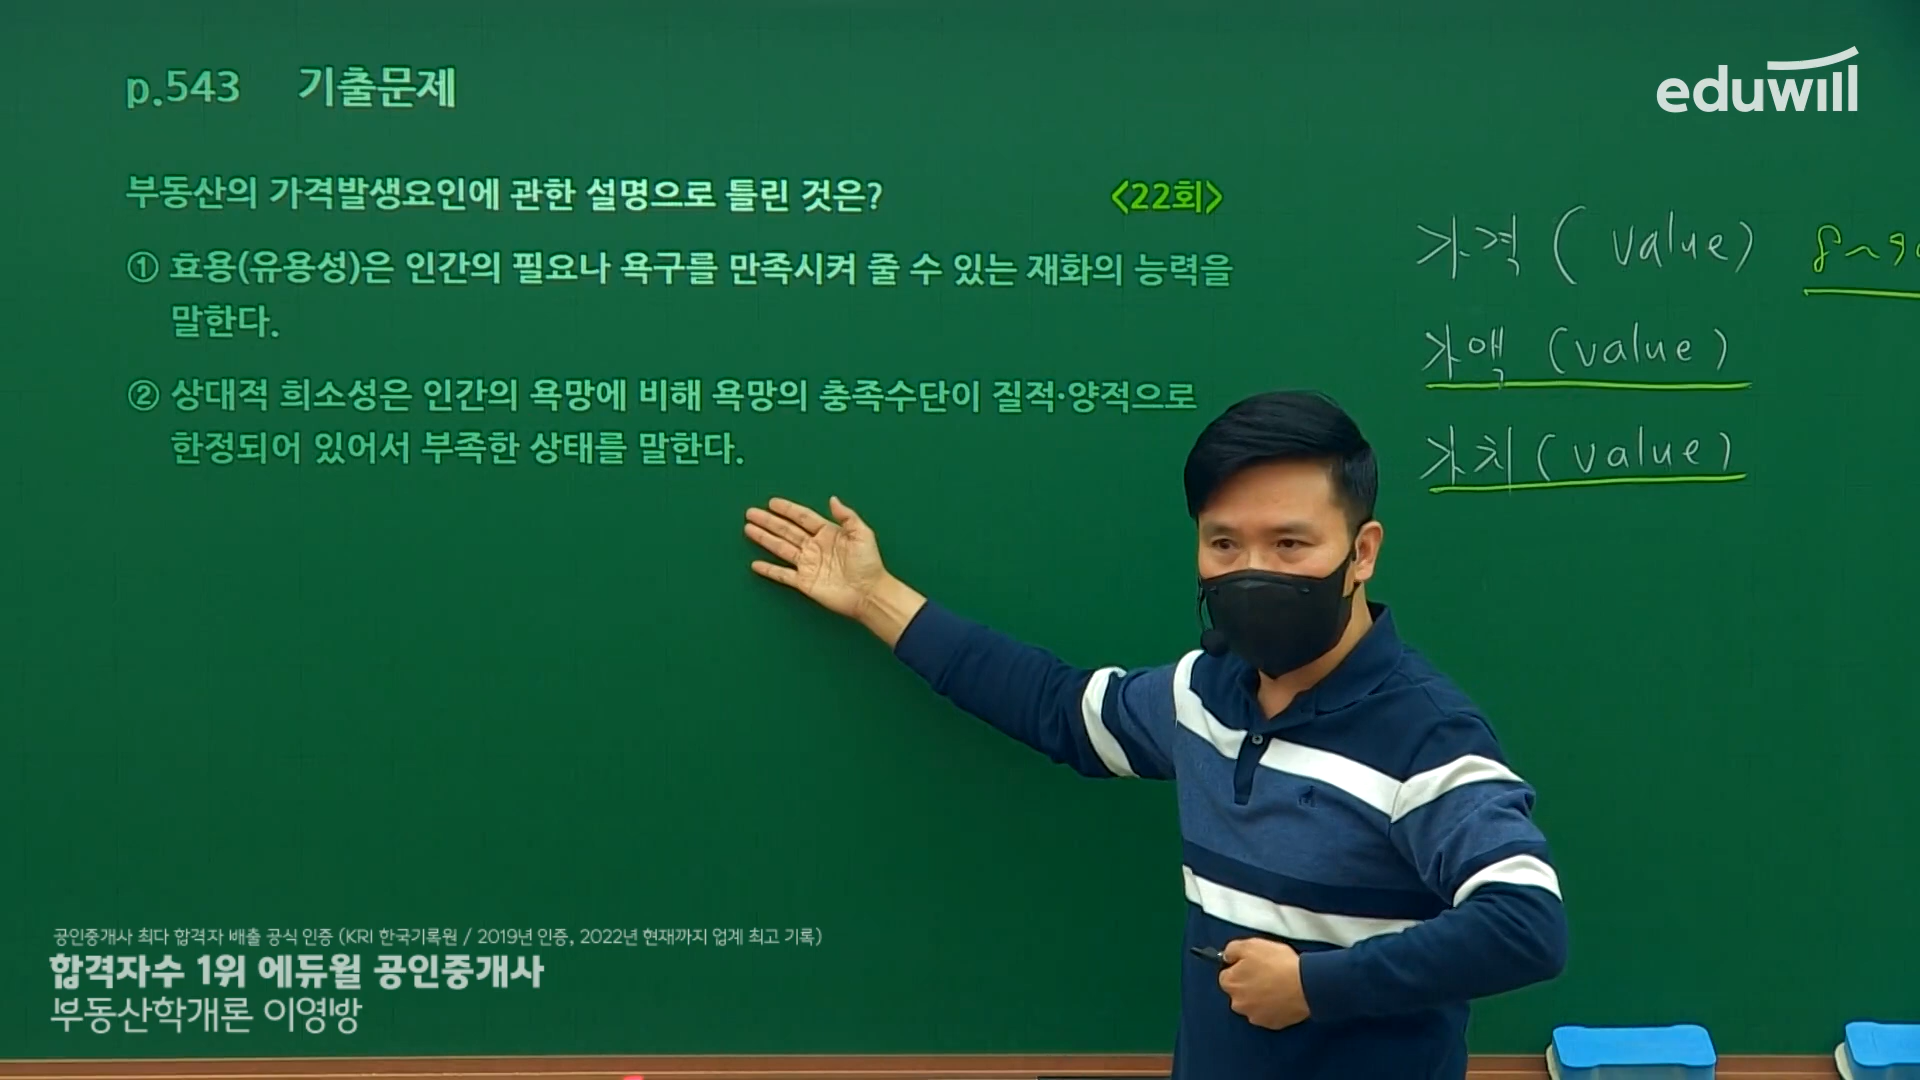 p.543 기출문제
eduwill
부동산의 가격발생요인에 관한 설명으로 틀린 것은? <22회>
① 효용(유용성)은 인간의 필요나 욕구를 만족시켜 줄 수 있는 재화의 능력을
말한다.
② 상대적 희소성은 인간의 욕망에 비해 욕망의 충족수단이 질적·양적으로
한정되어 있어서 부족한 상태를 말한다.
가격 (value)
가액 (value)
가치 (value)
공인중개사 최다 합격자 배출 공식 인증 (KRI 한국기록원 / 2019년 인증, 2022년 현재까지 업계 최고 기록)
합격자수 1위 에듀윌 공인중개사
부동산학개론 이영방